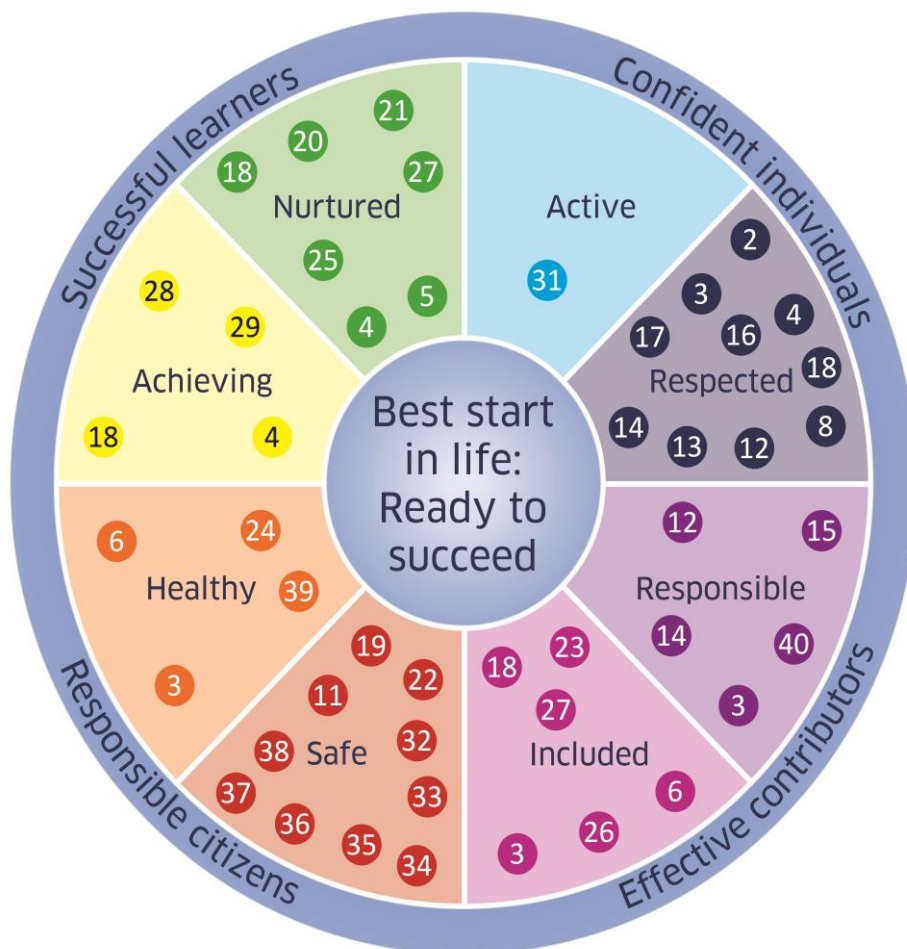 Successful learners
Confident individuals
21
20
18
27
Nurtured
25
5
4
Active
31
2
3
4
17
16
18
Respected
14
13
12
8
28
29
Achieving
18
4
Best start
in life:
Ready to
succeed
6
24
Healthy
39
3
12
15
Responsible
14
40
3
19
22
11
38
Safe
32
37
33
36
35
34
18
23
27
Included
6
26
3
Responsible citizens
Effective contributors